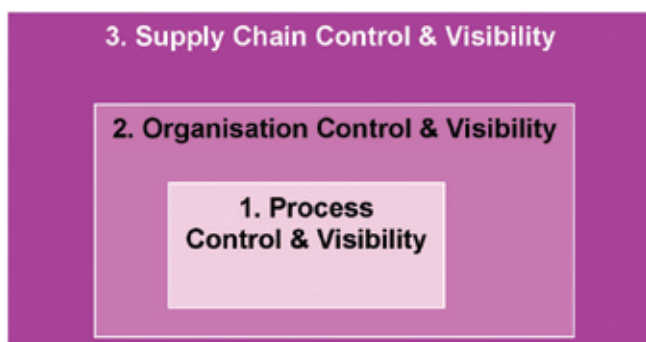 3. Supply Chain Control & Visibility
2. Organisation Control & Visibility
1. Process
Control & Visibility